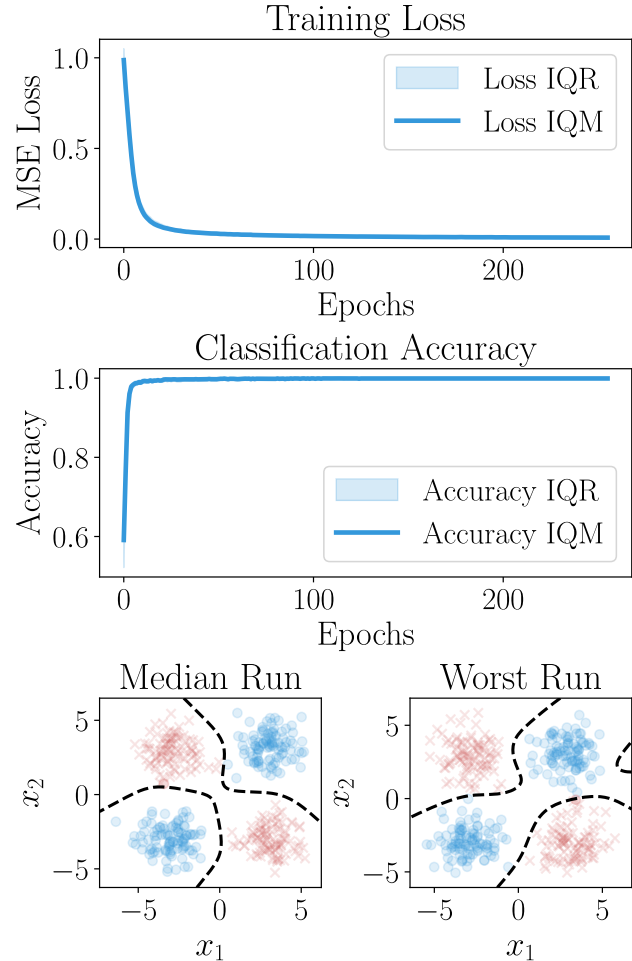 Training Loss
MSE Loss
1.0
0.5
0.0
Loss IQR
Loss IQM
0 100 200
Epochs
Classification Accuracy
Accuracy
1.0
0.8
0.6
Accuracy IQR
Accuracy IQM
0 100 200
Epochs
Median Run
x₂
5
0
−5
−5 0 5
x₁
Worst Run
x₂
5
0
−5
−5 0 5
x₁